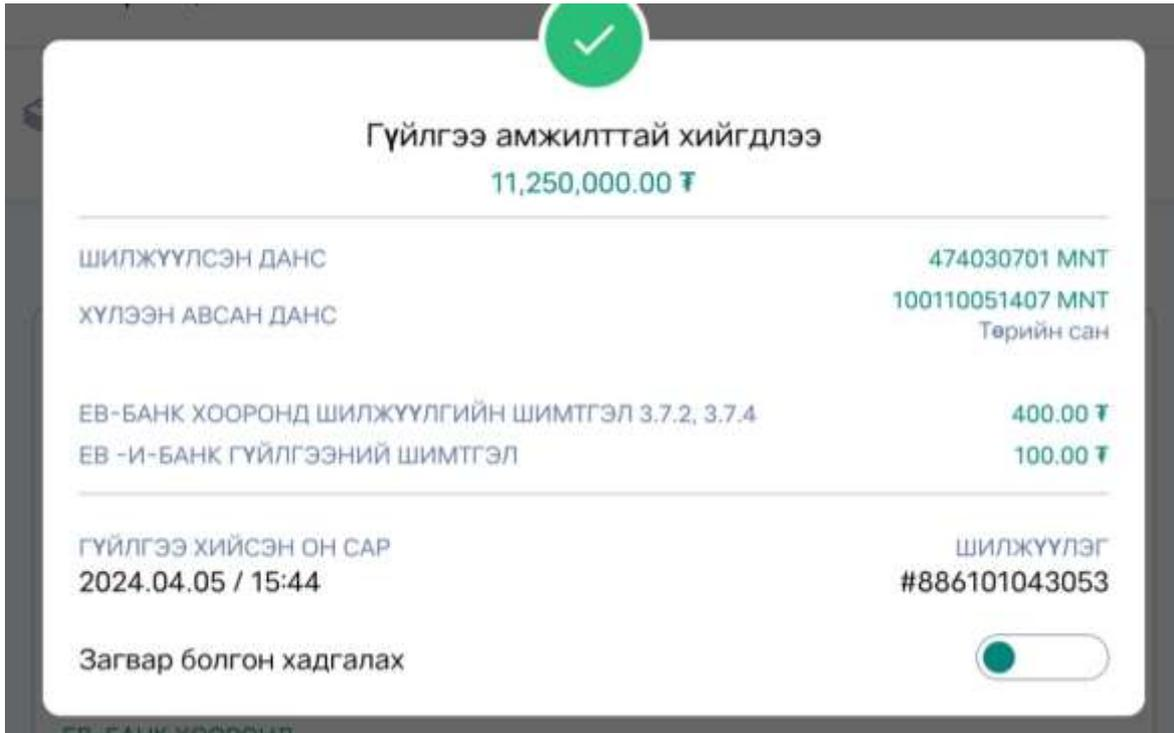 Гүйлгээ амжилттай хийгдлээ
11,250,000.00 ₮
ШИЛЖҮҮЛСЭН ДАНС
474030701 MNT
ХҮЛЭЭН АВСАН ДАНС
100110051407 MNT
Төрийн сан
ЕВ-БАНК ХООРОНД ШИЛЖҮҮЛГИЙН ШИМТГЭЛ 3.7.2, 3.7.4
400.00 ₮
ЕВ -И-БАНК ГҮЙЛГЭЭНИЙ ШИМТГЭЛ
100.00 ₮
ГҮЙЛГЭЭ ХИЙСЭН ОН САР
ШИЛЖҮҮЛЭГ
2024.04.05 / 15:44
#886101043053
Загвар болгон хадгалах